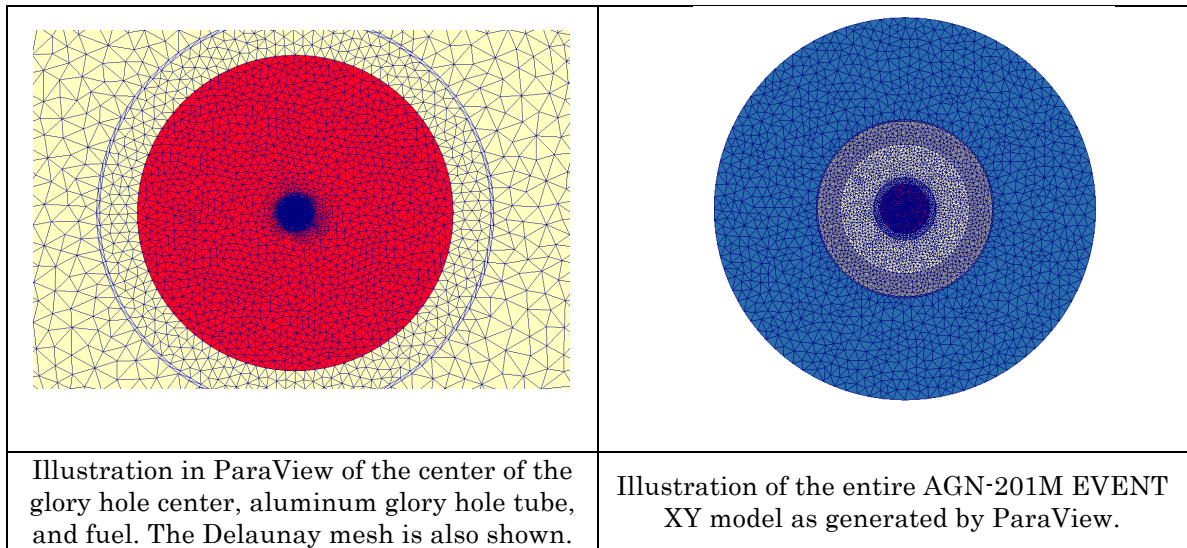 Illustration in ParaView of the center of the
glory hole center, aluminum glory hole tube,
and fuel. The Delaunay mesh is also shown.
Illustration of the entire AGN-201M EVENT
XY model as generated by ParaView.